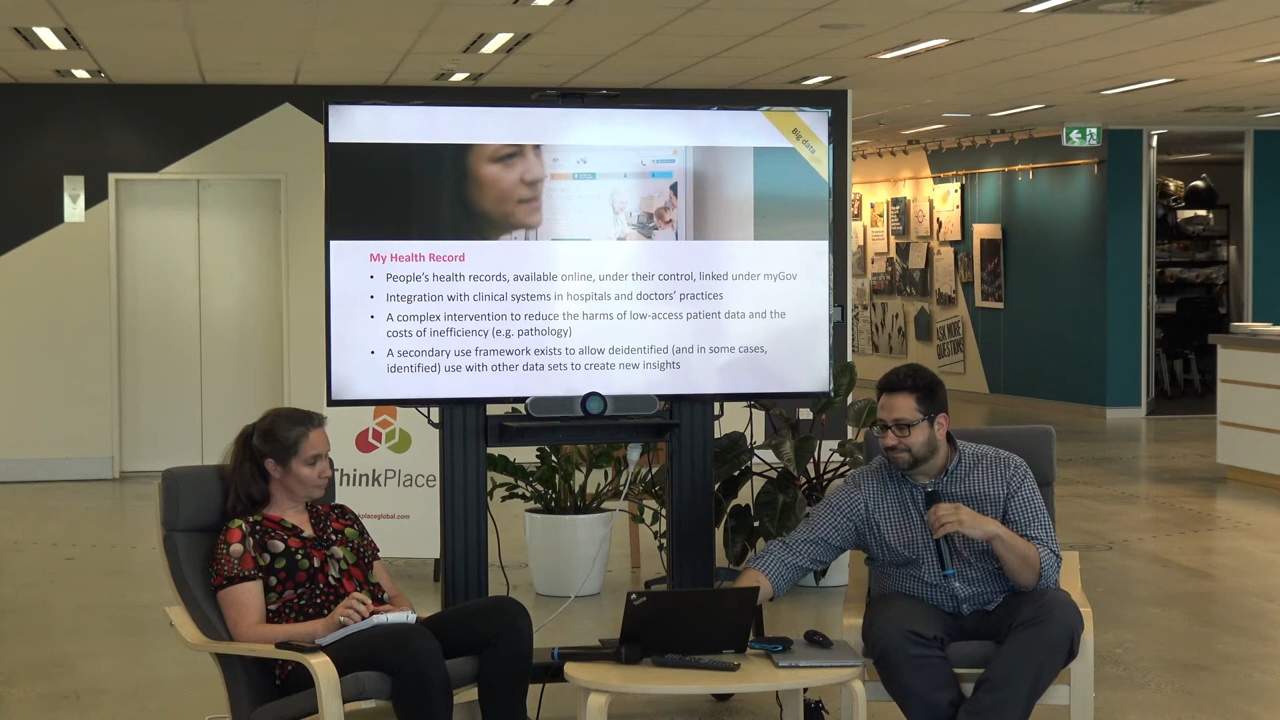 Big data
My Health Record
• People's health records, available online, under their control, linked under myGov
• Integration with clinical systems in hospitals and doctors' practices
• A complex intervention to reduce the harms of low-access patient data and the
costs of inefficiency (e.g. pathology)
• A secondary use framework exists to allow deidentified (and in some cases,
identified) use with other data sets to create new insights
ASK MORE
QUESTIONS
ThinkPlace
kplaceglobal.com